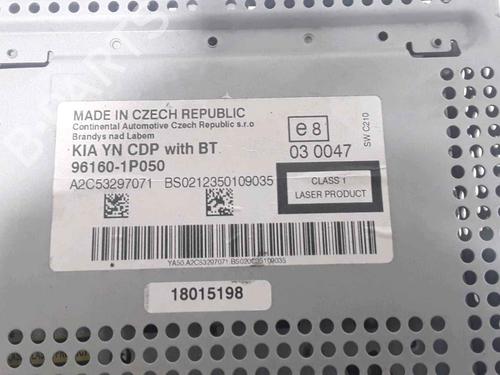 MADE IN CZECH REPUBLIC
Continental Automotive Czech Republic s.r.o
Brandys nad Labem
KIA YN CDP with BT
96160-1P050
A2C53297071 BS0212350109035
e8
03 0047
SW C210
CLASS 1
LASER PRODUCT
18015198